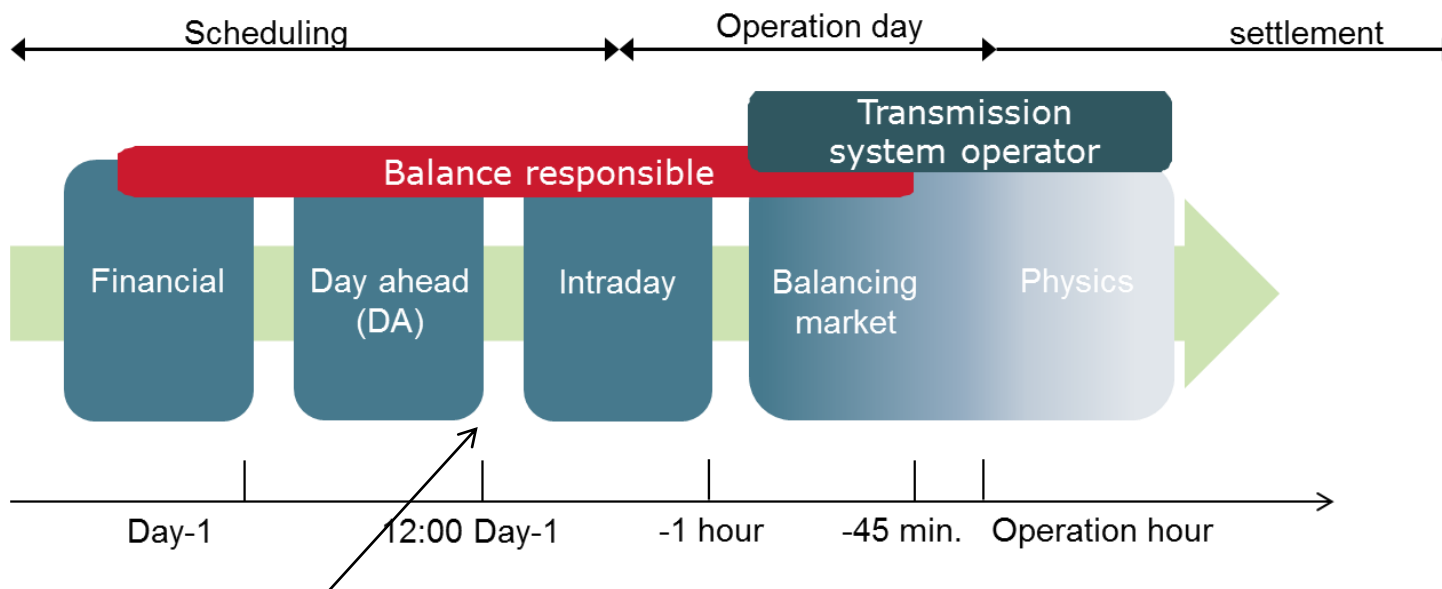 Scheduling
Operation day
settlement
Transmission
system operator
Balance responsible
Financial
Day ahead
(DA)
Intraday
Balancing
market
Physics
Day-1
12:00 Day-1
-1 hour
-45 min.
Operation hour